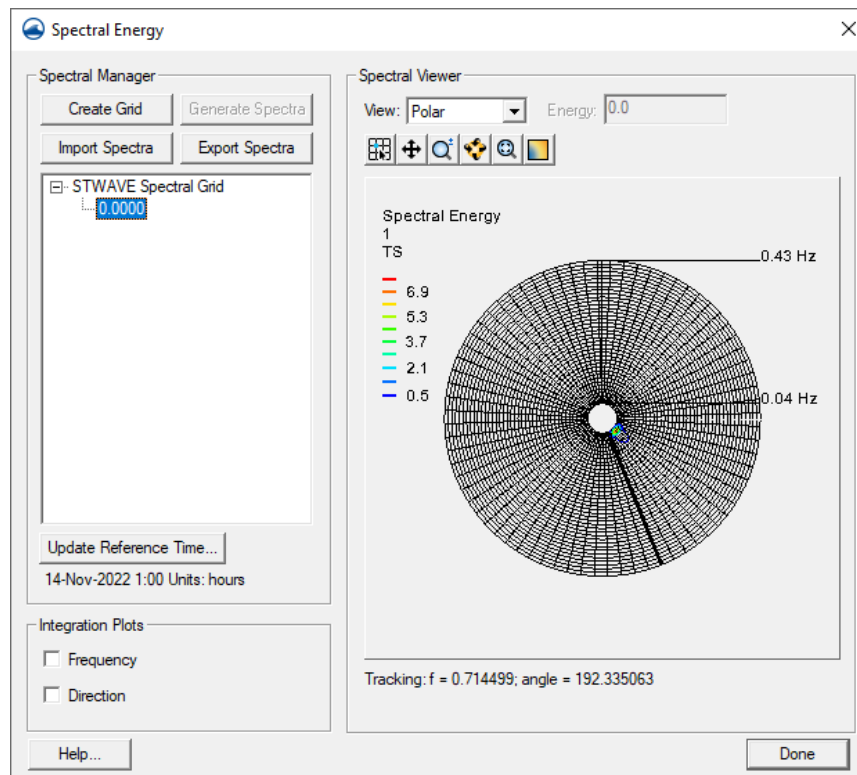 Spectral Energy
Spectral Manager
Create Grid
Generate Spectra
Import Spectra
Export Spectra
STWAVE Spectral Grid
0.0000
Update Reference Time...
14-Nov-2022 1:00 Units: hours
Integration Plots
Frequency
Direction
Help...
Spectral Viewer
View: Polar
Energy: 0.0
Spectral Energy
1
TS
6.9
5.3
3.7
2.1
0.5
0.43 Hz
0.04 Hz
Tracking: f = 0.714499; angle = 192.335063
Done